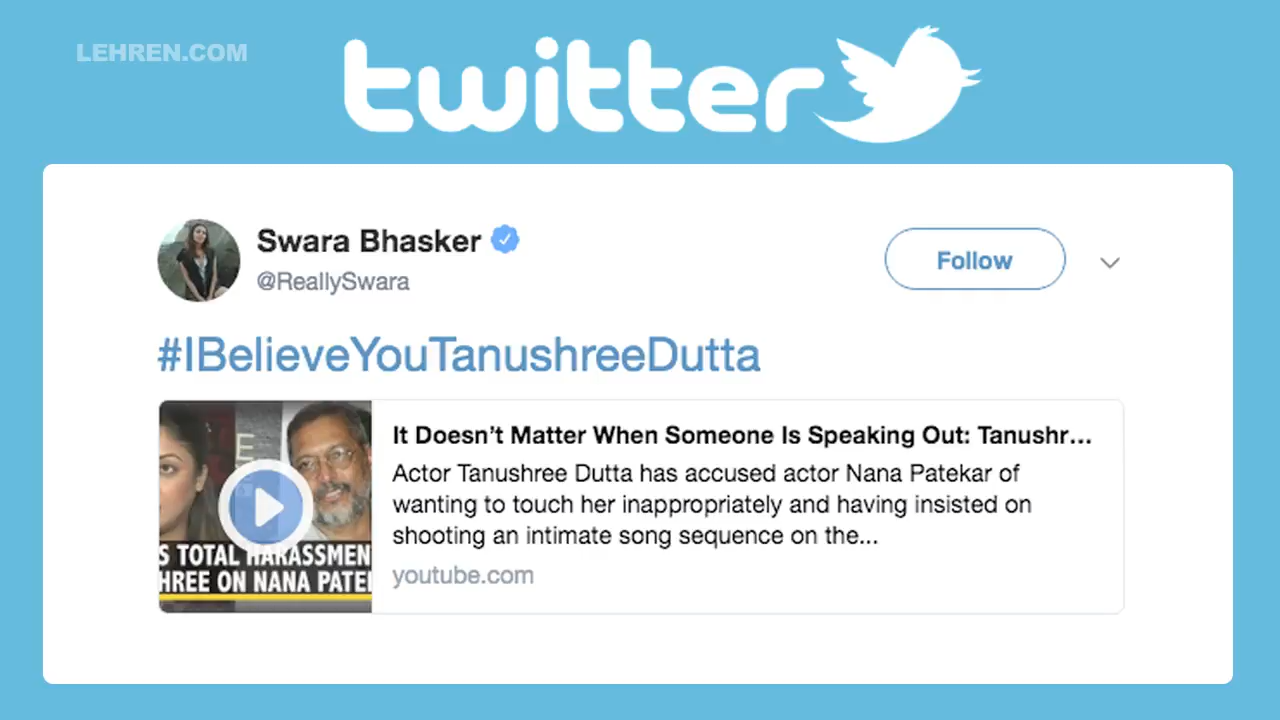 LEHREN.COM
twitter
Swara Bhasker
Follow
@ReallySwara
#IBelieveYouTanushreeDutta
It Doesn’t Matter When Someone Is Speaking Out: Tanushr...
Actor Tanushree Dutta has accused actor Nana Patekar of
wanting to touch her inappropriately and having insisted on
shooting an intimate song sequence on the...
youtube.com
E
S TOTAL HARASSMEN
HREE ON NANA PATE